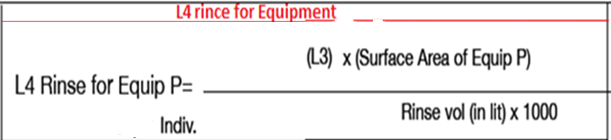 L4 rince for Equipment
(L3) x (Surface Area of Equip P)
L4 Rinse for Equip P=
Rinse vol (in lit) x 1000
Indiv.